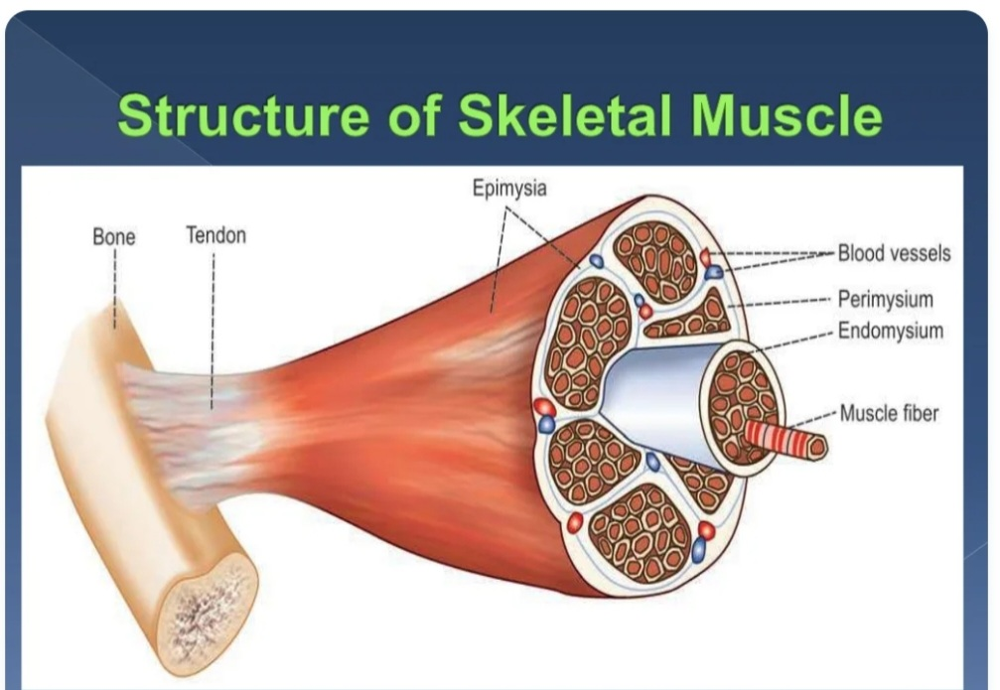 Structure of Skeletal Muscle
Epimysia
Bone
Tendon
Blood vessels
Perimysium
Endomysium
Muscle fiber